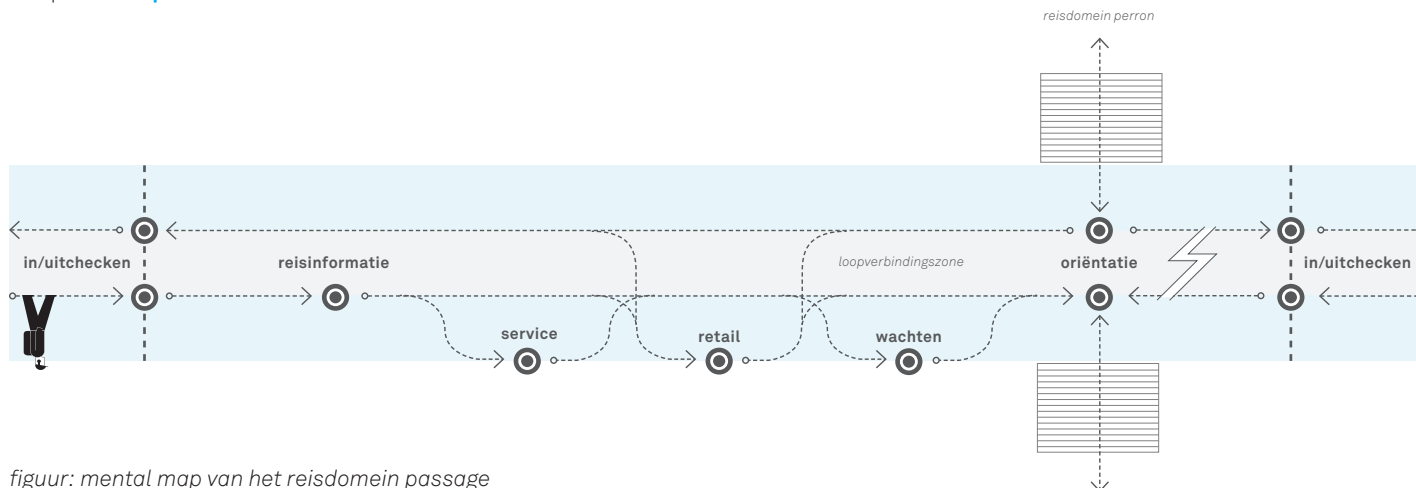 reisdomein perron
in/uitchecken
reisinformatie
loopverbindingszone
oriëntatie
in/uitchecken
service
retail
wachten
figuur: mental map van het reisdomein passage